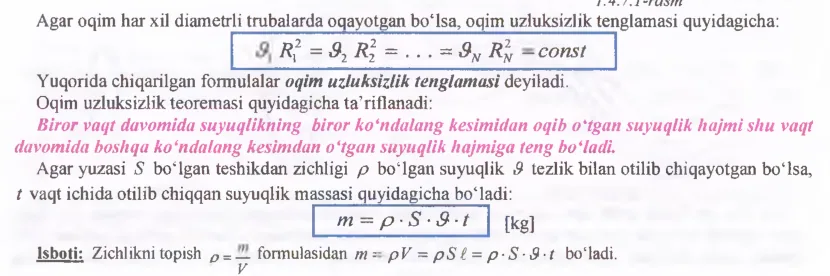 1.4.7.1-rasm
Agar oqim har xil diametrli trubalarda oqayotgan bo‘lsa, oqim uzluksizlik tenglamasi quyidagicha:
ϑ₁ R₁² = ϑ₂ R₂² = . . . = ϑ_N R_N² = const
Yuqorida chiqarilgan formulalar oqim uzluksizlik tenglamasi deyiladi.
Oqim uzluksizlik teoremasi quyidagicha ta’riflanadi:
Biror vaqt davomida suyuqlikning biror ko‘ndalang kesimidan oqib o‘tgan suyuqlik hajmi shu vaqt
davomida boshqa ko‘ndalang kesimdan o‘tgan suyuqlik hajmiga teng bo‘ladi.
Agar yuzasi S bo‘lgan teshikdan zichligi ρ bo‘lgan suyuqlik ϑ tezlik bilan otilib chiqayotgan bo‘lsa,
t vaqt ichida otilib chiqqan suyuqlik massasi quyidagicha bo‘ladi:
m = ρ · S · ϑ · t [kg]
Isboti: Zichlikni topish ρ = m/V formulasidan m = ρV = ρS ℓ = ρ · S · ϑ · t bo‘ladi.